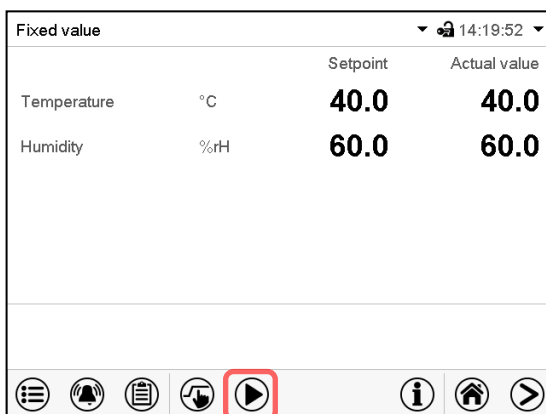 Fixed value 14:19:52
Setpoint Actual value
Temperature °C 40.0 40.0
Humidity %rH 60.0 60.0